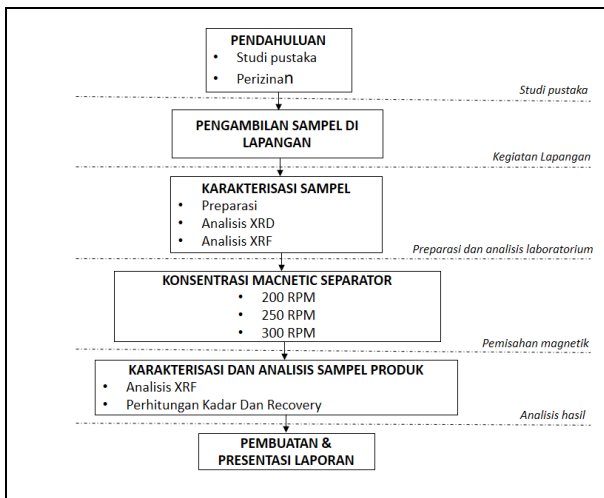 PENDAHULUAN
• Studi pustaka
• Perizinan
Studi pustaka
PENGAMBILAN SAMPEL DI
LAPANGAN
Kegiatan Lapangan
KARAKTERISASI SAMPEL
• Preparasi
• Analisis XRD
• Analisis XRF
Preparasi dan analisis laboratorium
KONSENTRASI MACNETIC SEPARATOR
• 200 RPM
• 250 RPM
• 300 RPM
Pemisahan magnetik
KARAKTERISASI DAN ANALISIS SAMPEL PRODUK
• Analisis XRF
• Perhitungan Kadar Dan Recovery
Analisis hasil
PEMBUATAN &
PRESENTASI LAPORAN